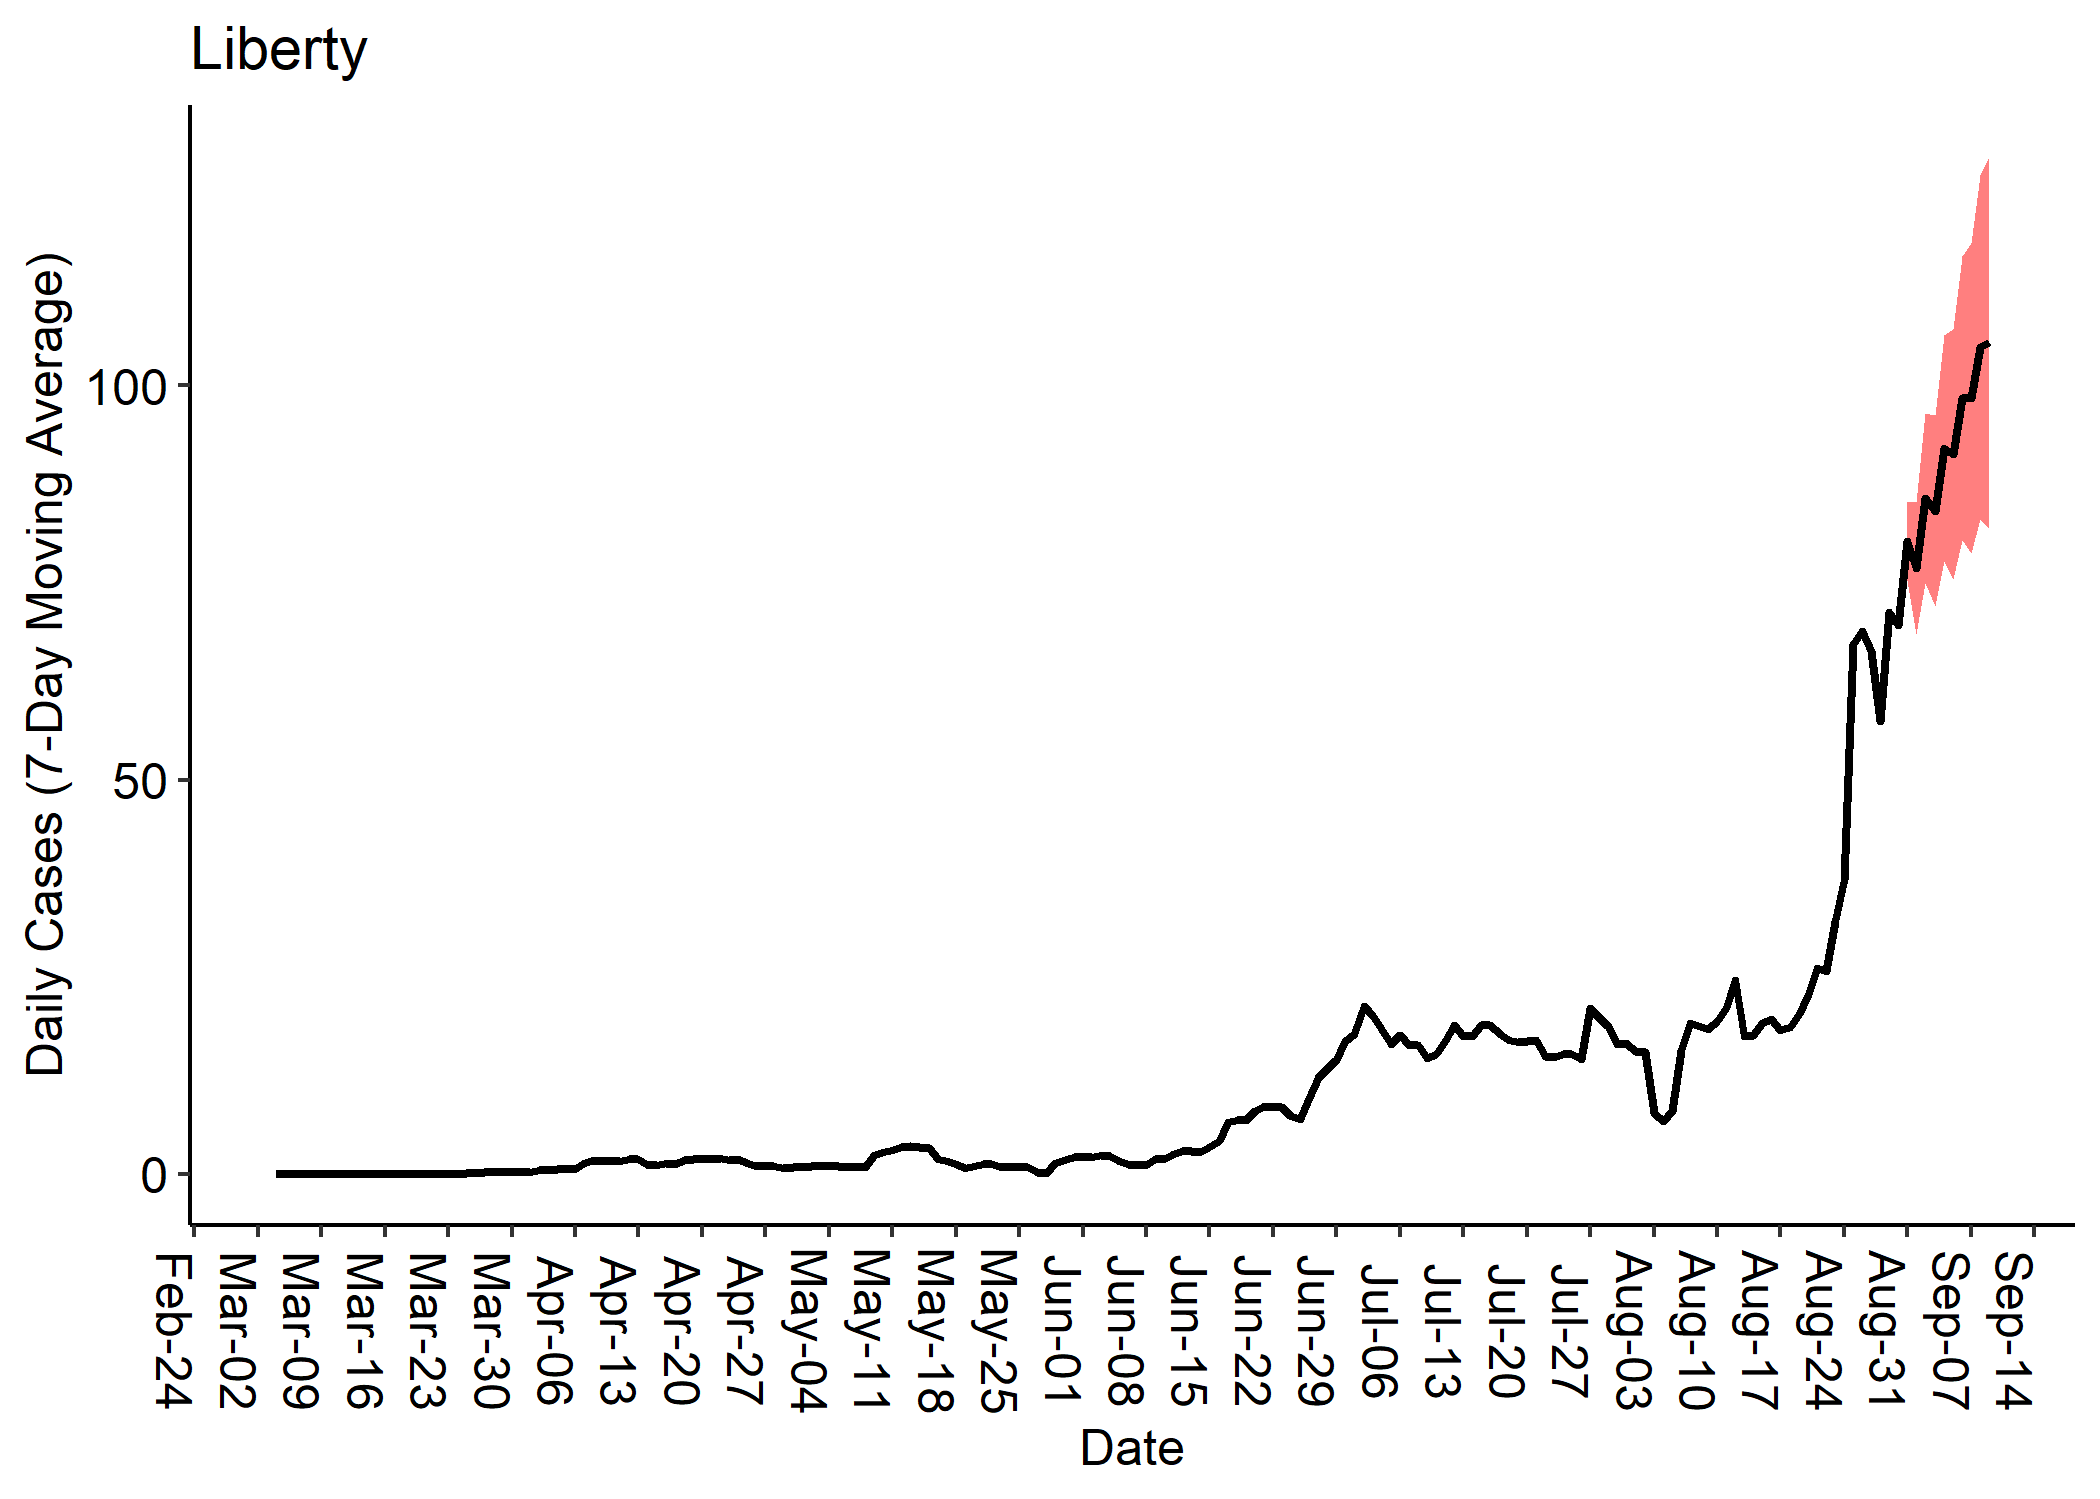 Liberty
Daily Cases (7-Day Moving Average)
100
50
0
Feb-24
Mar-02
Mar-09
Mar-16
Mar-23
Mar-30
Apr-06
Apr-13
Apr-20
Apr-27
May-04
May-11
May-18
May-25
Jun-01
Jun-08
Jun-15
Jun-22
Jun-29
Jul-06
Jul-13
Jul-20
Jul-27
Aug-03
Aug-10
Aug-17
Aug-24
Aug-31
Sep-07
Sep-14
Date